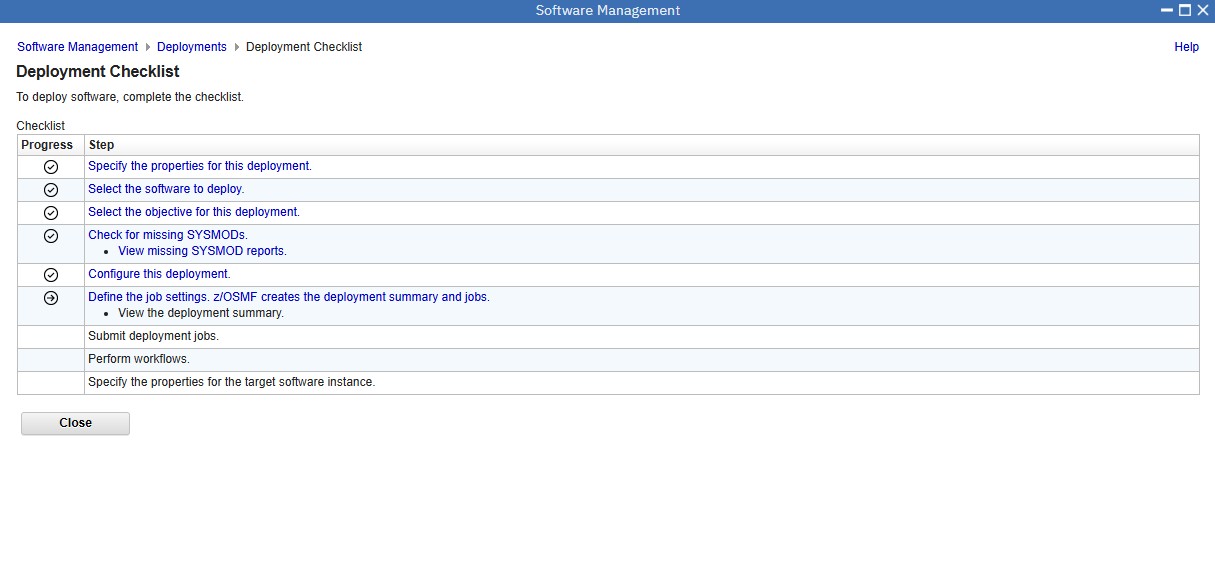 Software Management
Software Management Deployments Deployment Checklist Help
Deployment Checklist
To deploy software, complete the checklist.
Checklist
Progress Step
Specify the properties for this deployment.
Select the software to deploy.
Select the objective for this deployment.
Check for missing SYSMODs.
• View missing SYSMOD reports.
Configure this deployment.
Define the job settings. z/OSMF creates the deployment summary and jobs.
• View the deployment summary.
Submit deployment jobs.
Perform workflows.
Specify the properties for the target software instance.
Close